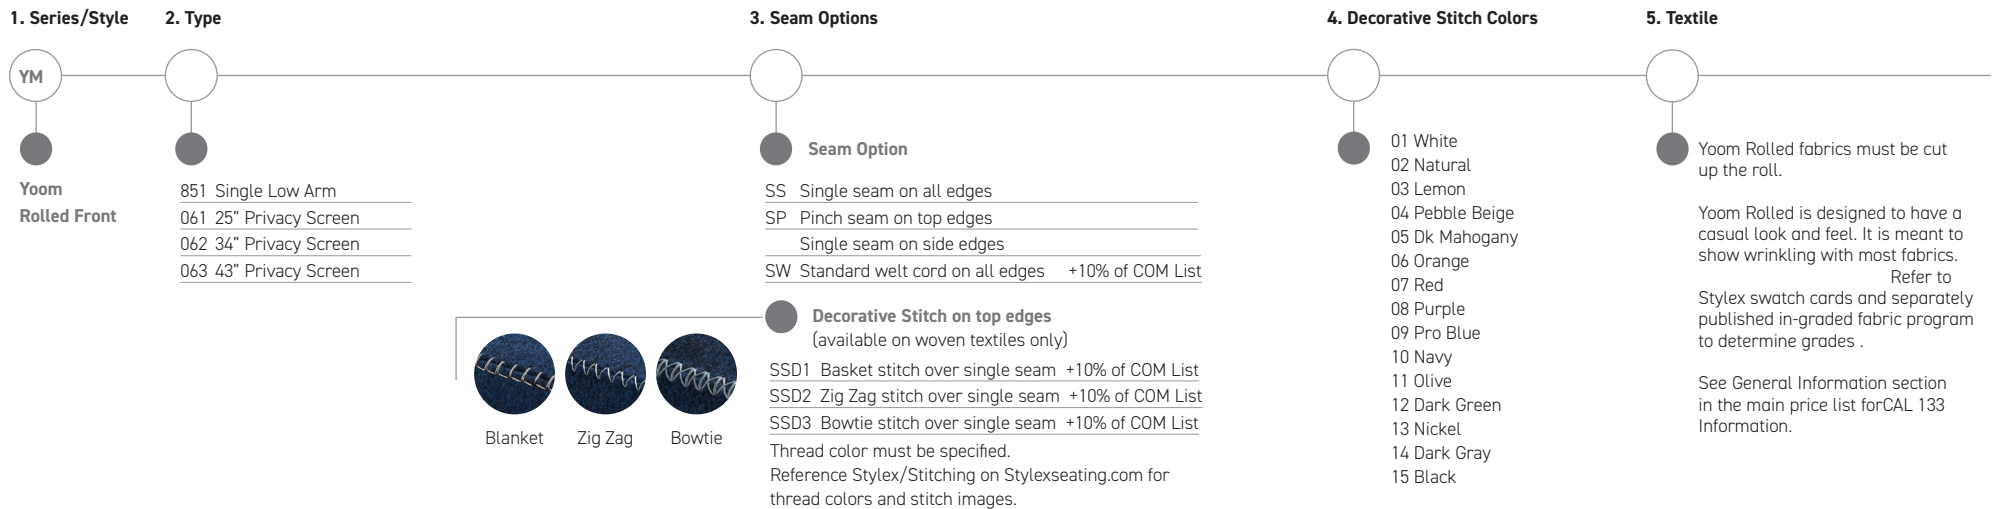 1. Series/Style
YM
Yoom
Rolled Front
2. Type
851 Single Low Arm
061 25" Privacy Screen
062 34" Privacy Screen
063 43" Privacy Screen
3. Seam Options
Seam Option
SS Single seam on all edges
SP Pinch seam on top edges
Single seam on side edges
SW Standard welt cord on all edges +10% of COM List
Decorative Stitch on top edges
(available on woven textiles only)
SSD1 Basket stitch over single seam +10% of COM List
SSD2 Zig Zag stitch over single seam +10% of COM List
SSD3 Bowtie stitch over single seam +10% of COM List
Thread color must be specified.
Reference Stylex/Stitching on Stylexseating.com for
thread colors and stitch images.
Blanket Zig Zag Bowtie
4. Decorative Stitch Colors
01 White
02 Natural
03 Lemon
04 Pebble Beige
05 Dk Mahogany
06 Orange
07 Red
08 Purple
09 Pro Blue
10 Navy
11 Olive
12 Dark Green
13 Nickel
14 Dark Gray
15 Black
5. Textile
Yoom Rolled fabrics must be cut
up the roll.
Yoom Rolled is designed to have a
casual look and feel. It is meant to
show wrinkling with most fabrics.
Refer to
Stylex swatch cards and separately
published in-graded fabric program
to determine grades .
See General Information section
in the main price list forCAL 133
Information.